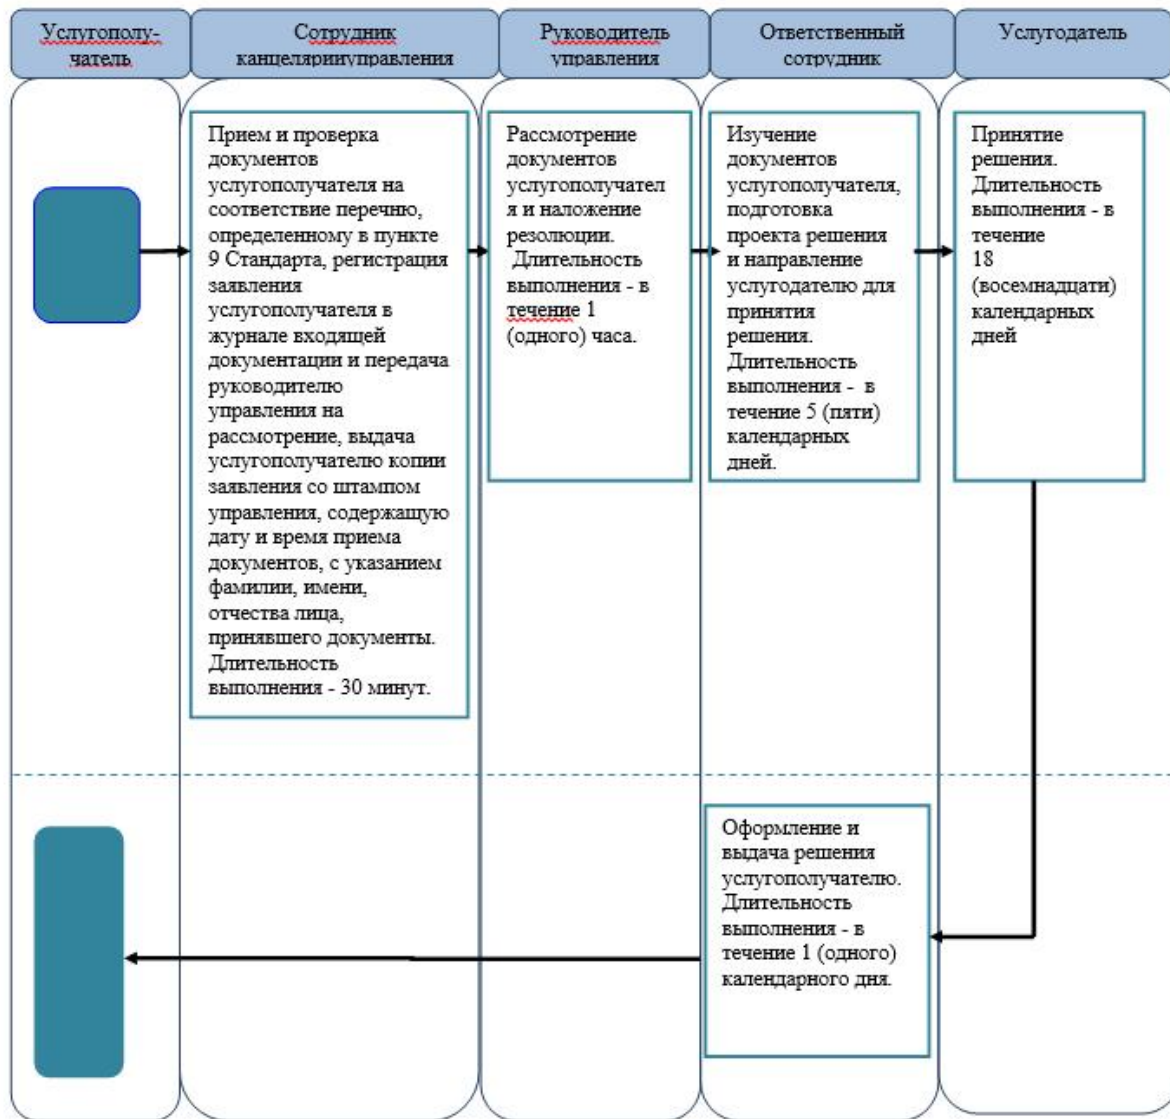 Услугополу-
чатель
Сотрудник
канцелярииуправления
Руководитель
управления
Ответственный
сотрудник
Услугодатель
Прием и проверка
документов
услугополучателя на
соответствие перечню,
определенному в пункте
9 Стандарта, регистрация
заявления
услугополучателя в
журнале входящей
документации и передача
руководителю
управления на
рассмотрение, выдача
услугополучателю копии
заявления со штампом
управления, содержащую
дату и время приема
документов, с указанием
фамилии, имени,
отчества лица,
принявшего документы.
Длительность
выполнения - 30 минут.
Рассмотрение
документов
услугополучател
я и наложение
резолюции.
Длительность
выполнения - в
течение 1
(одного) часа.
Изучение
документов
услугополучателя,
подготовка
проекта решения
и направление
услугодателю для
принятия
решения.
Длительность
выполнения - в
течение 5 (пяти)
календарных
дней.
Принятие
решения.
Длительность
выполнения - в
течение
18
(восемнадцати)
календарных
дней
Оформление и
выдача решения
услугополучателю.
Длительность
выполнения - в
течение 1 (одного)
календарного дня.